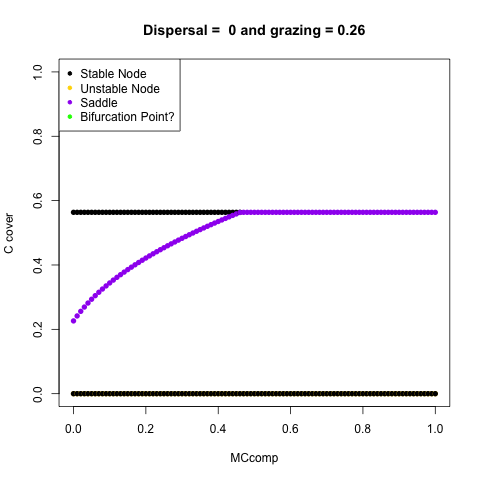 Dispersal =  0 and grazing = 0.26
Stable Node
Unstable Node
Saddle
Bifurcation Point?
1.0
0.8
0.6
0.4
0.2
0.0
C cover
0.0 0.2 0.4 0.6 0.8 1.0
MCcomp